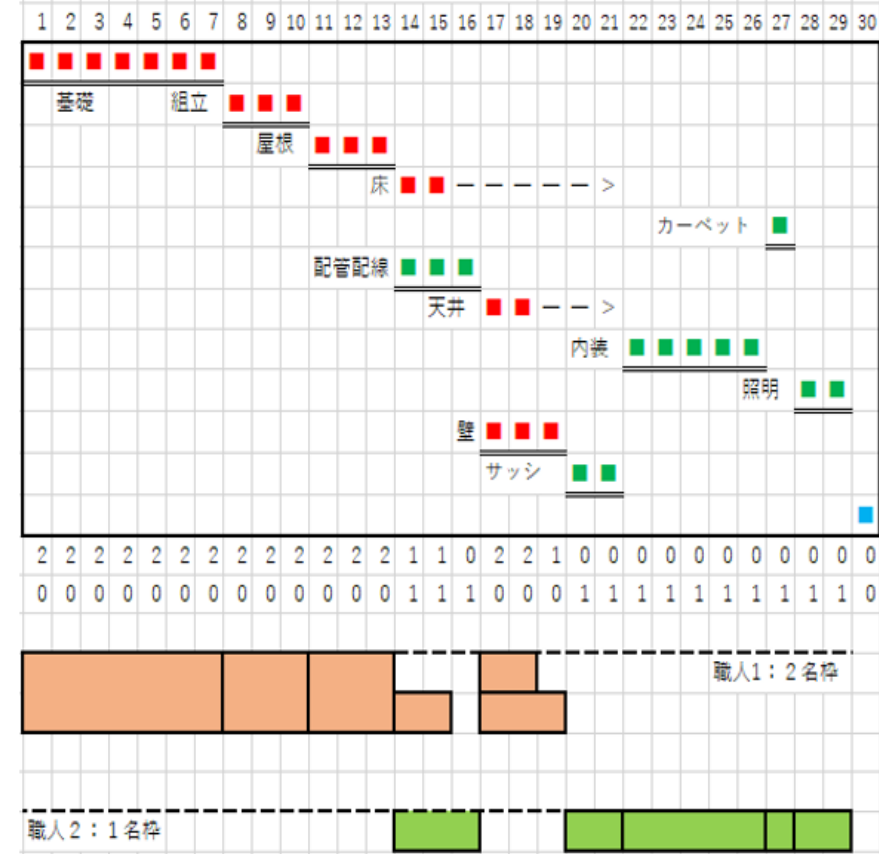 1 2 3 4 5 6 7 8 9 10 11 12 13 14 15 16 17 18 19 20 21 22 23 24 25 26 27 28 29 30
基礎 組立
屋根
床
カーペット
配管配線
天井
内装
照明
壁
サッシ
2 2 2 2 2 2 2 2 2 2 2 2 2 1 1 0 2 2 1 0 0 0 0 0 0 0 0 0 0 0
0 0 0 0 0 0 0 0 0 0 0 0 0 1 1 1 0 0 0 1 1 1 1 1 1 1 1 1 1 0
職人1：２名枠
職人２：１名枠